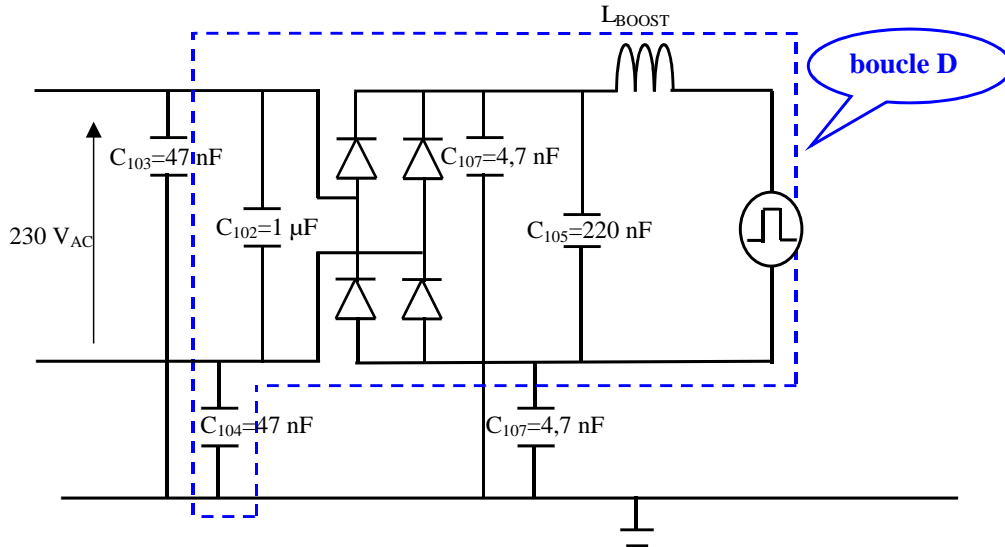 L_BOOST
boucle D
C₁₀₃=47 nF
C₁₀₇=4,7 nF
230 V_AC
C₁₀₂=1 µF
C₁₀₅=220 nF
C₁₀₄=47 nF
C₁₀₇=4,7 nF